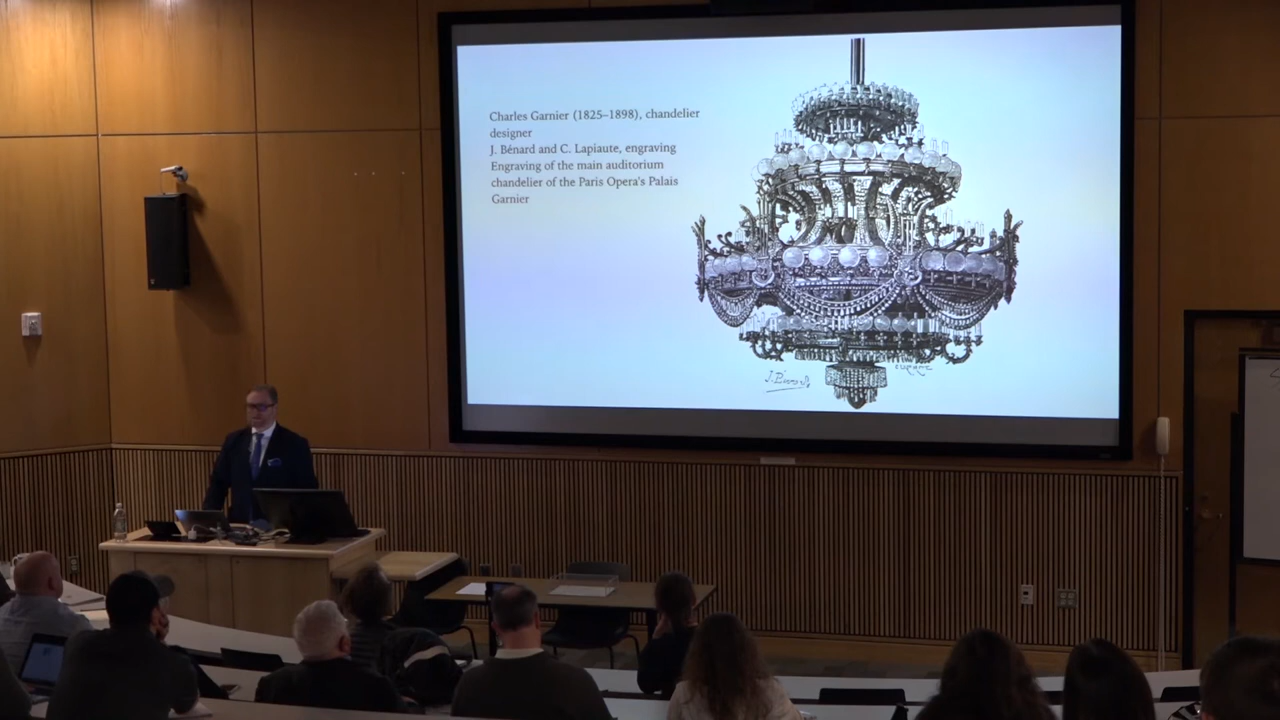 Charles Garnier (1825–1898), chandelier
designer
J. Bénard and C. Lapiaute, engraving
Engraving of the main auditorium
chandelier of the Paris Opera's Palais
Garnier